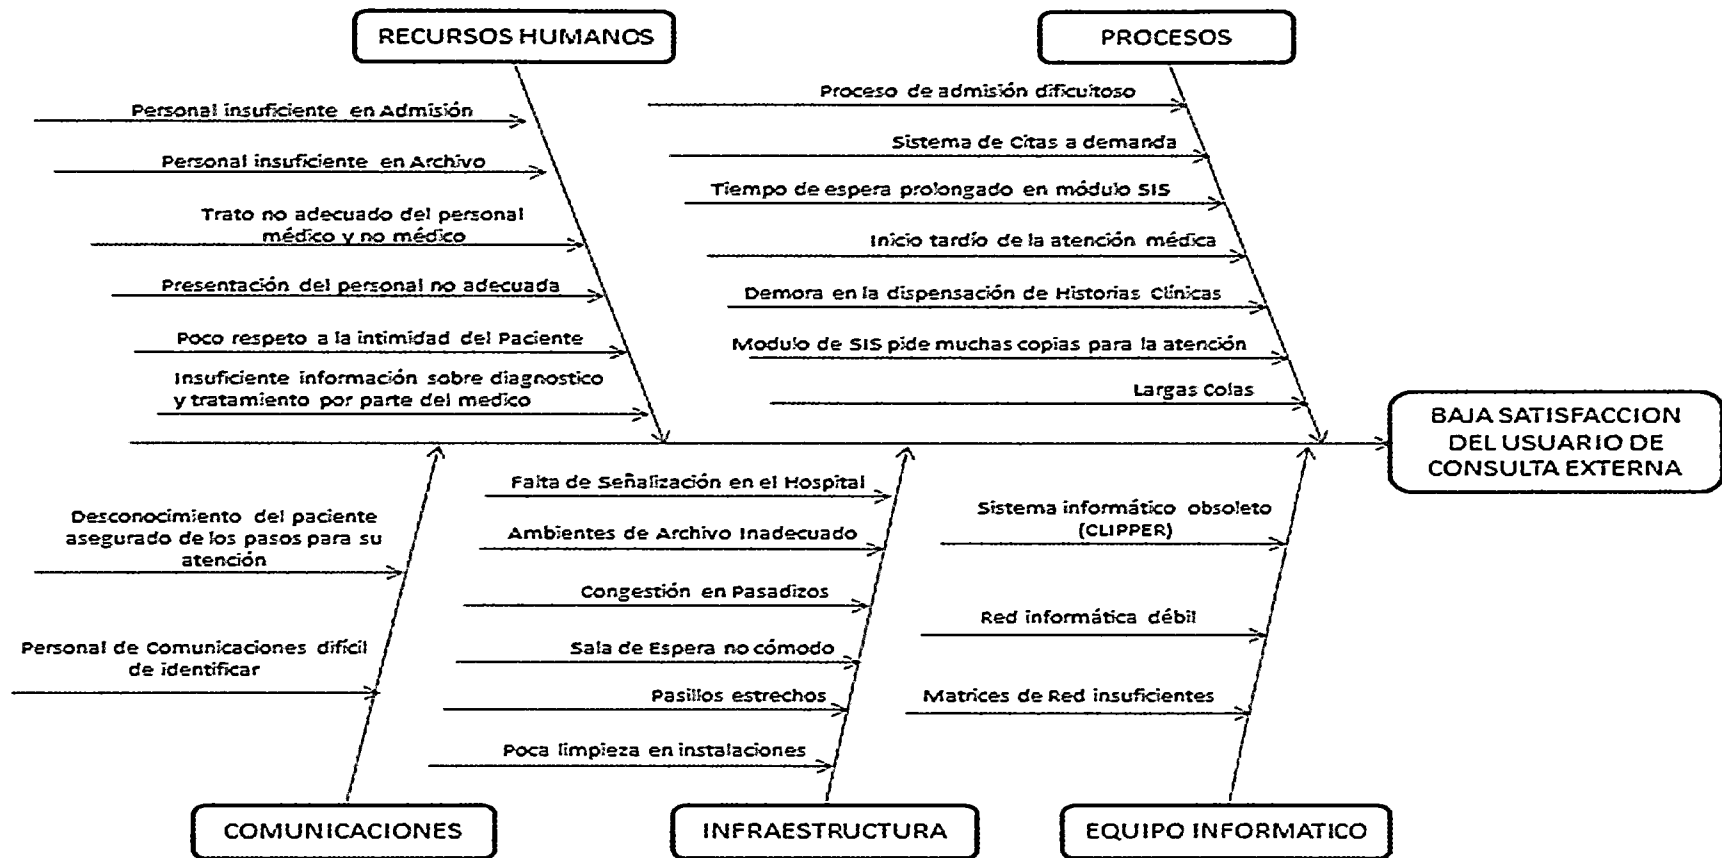 RECURSOS HUMANOS
Personal insuficiente en Admisión
Personal insuficiente en Archivo
Trato no adecuado del personal
médico y no médico
Presentación del personal no adecuada
Poco respeto a la intimidad del Paciente
Insuficiente información sobre diagnostico
y tratamiento por parte del medico
PROCESOS
Proceso de admisión dificultoso
Sistema de Citas a demanda
Tiempo de espera prolongado en módulo SIS
Inicio tardío de la atención médica
Demora en la dispensación de Historias Clínicas
Modulo de SIS pide muchas copias para la atención
Largas Colas
BAJA SATISFACCION
DEL USUARIO DE
CONSULTA EXTERNA
Desconocimiento del paciente
asegurado de los pasos para su
atención
Personal de Comunicaciones difícil
de identificar
COMUNICACIONES
Falta de Señalización en el Hospital
Ambientes de Archivo Inadecuado
Congestión en Pasadizos
Sala de Espera no cómodo
Pasillos estrechos
Poca limpieza en instalaciones
INFRAESTRUCTURA
Sistema informático obsoleto
(CLIPPER)
Red informática débil
Matrices de Red insuficientes
EQUIPO INFORMATICO